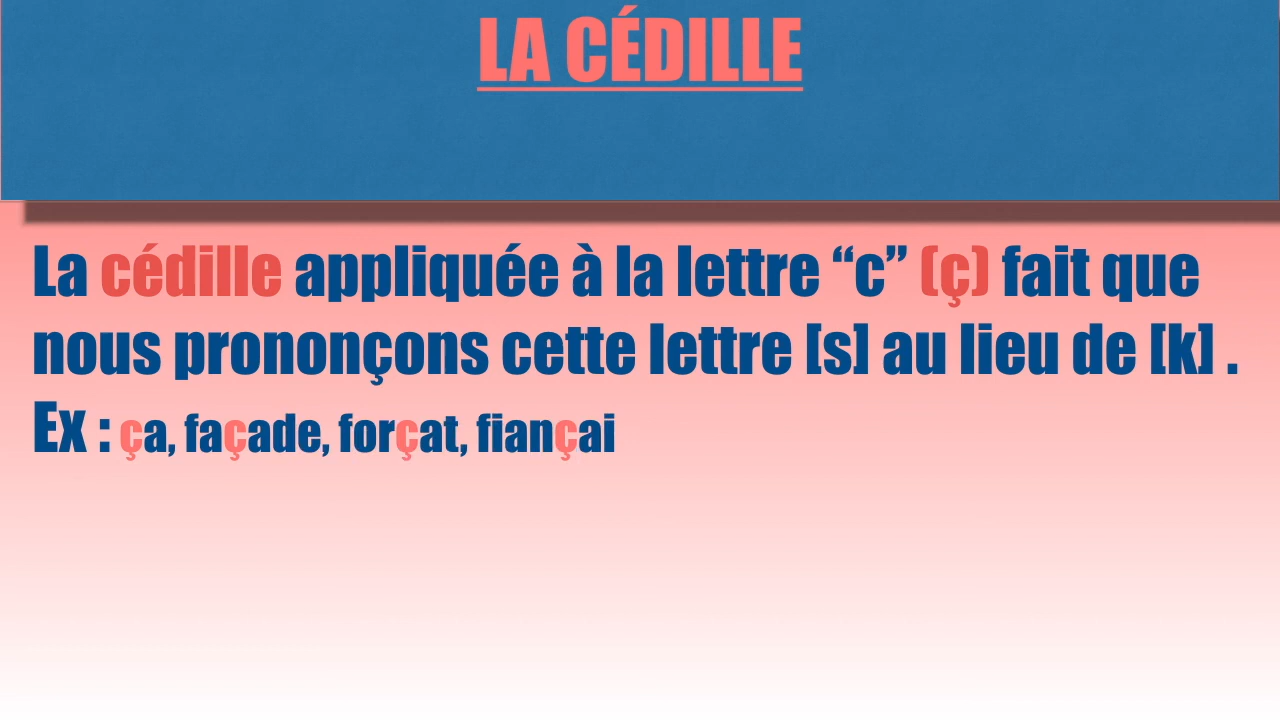 LA CÉDILLE
La cédille appliquée à la lettre “c” (ç) fait que
nous prononçons cette lettre [s] au lieu de [k] .
Ex : ça, façade, forçat, fiançai